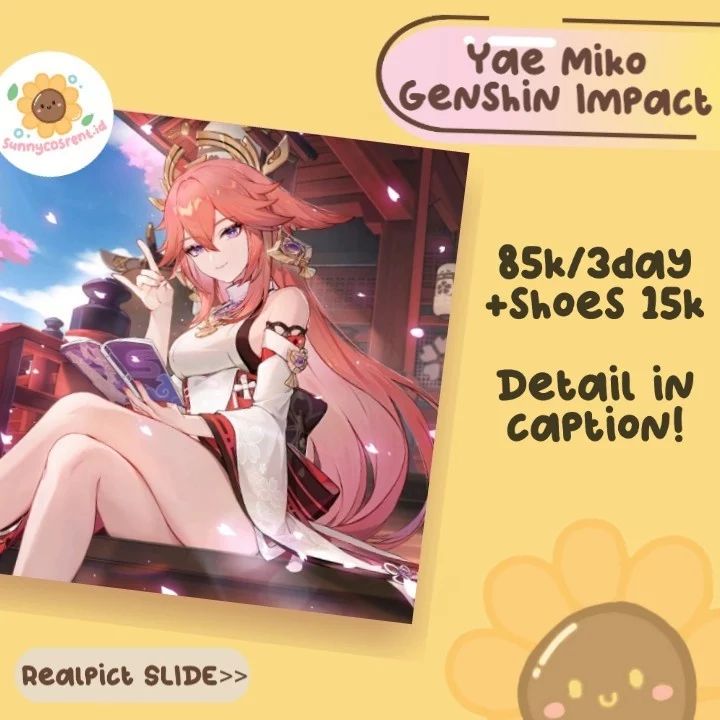 Yae Miko
Genshin Impact
sunnycosrent.id
85k/3day
+Shoes 15k
Detail in
caption!
RealPict SLIDE>>